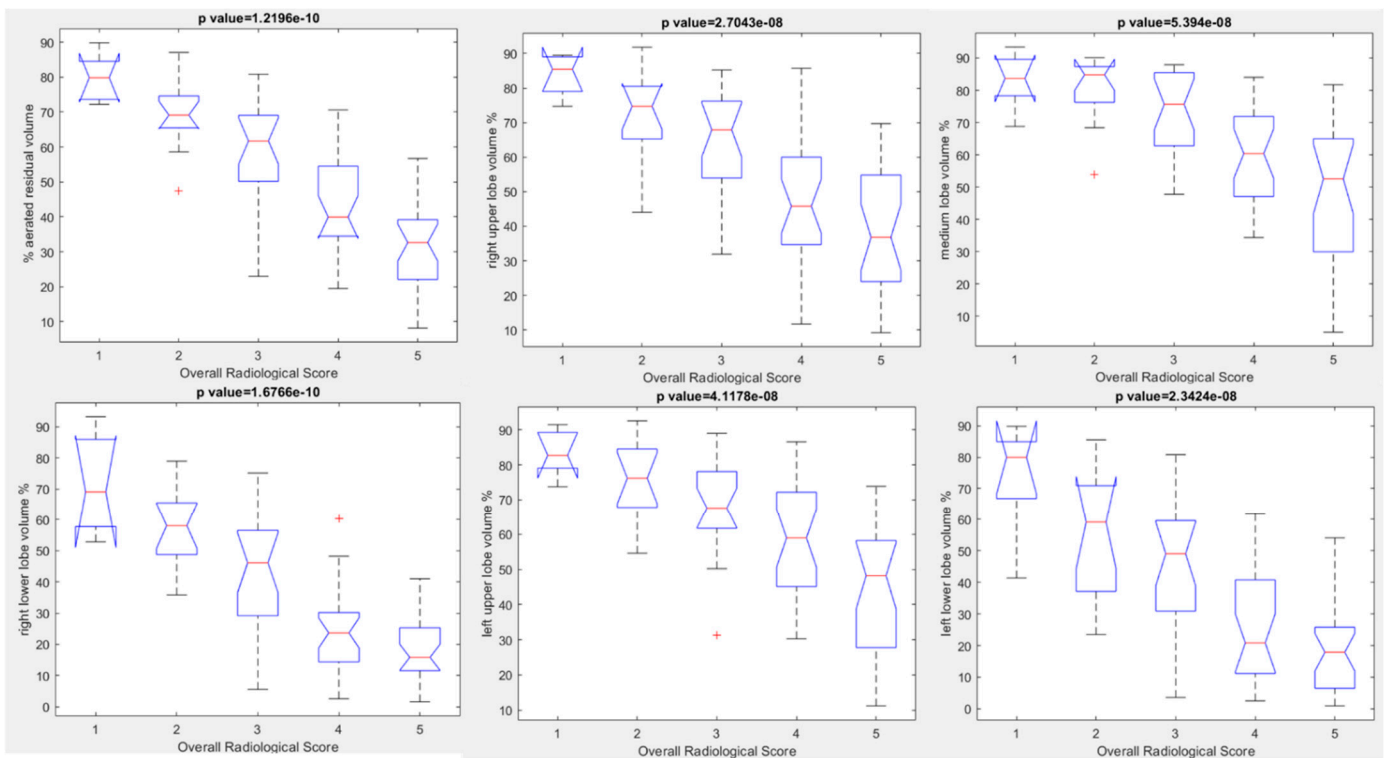 p value=1.2196e-10
% aerated residual volume
90
80
70
60
50
40
30
20
10
1 2 3 4 5
Overall Radiological Score
p value=2.7043e-08
right upper lobe volume %
90
80
70
60
50
40
30
20
10
1 2 3 4 5
Overall Radiological Score
p value=5.394e-08
medium lobe volume %
90
80
70
60
50
40
30
20
10
1 2 3 4 5
Overall Radiological Score
p value=1.6766e-10
right lower lobe volume %
90
80
70
60
50
40
30
20
10
0
1 2 3 4 5
Overall Radiological Score
p value=4.1178e-08
left upper lobe volume %
90
80
70
60
50
40
30
20
10
1 2 3 4 5
Overall Radiological Score
p value=2.3424e-08
left lower lobe volume %
90
80
70
60
50
40
30
20
10
0
1 2 3 4 5
Overall Radiological Score